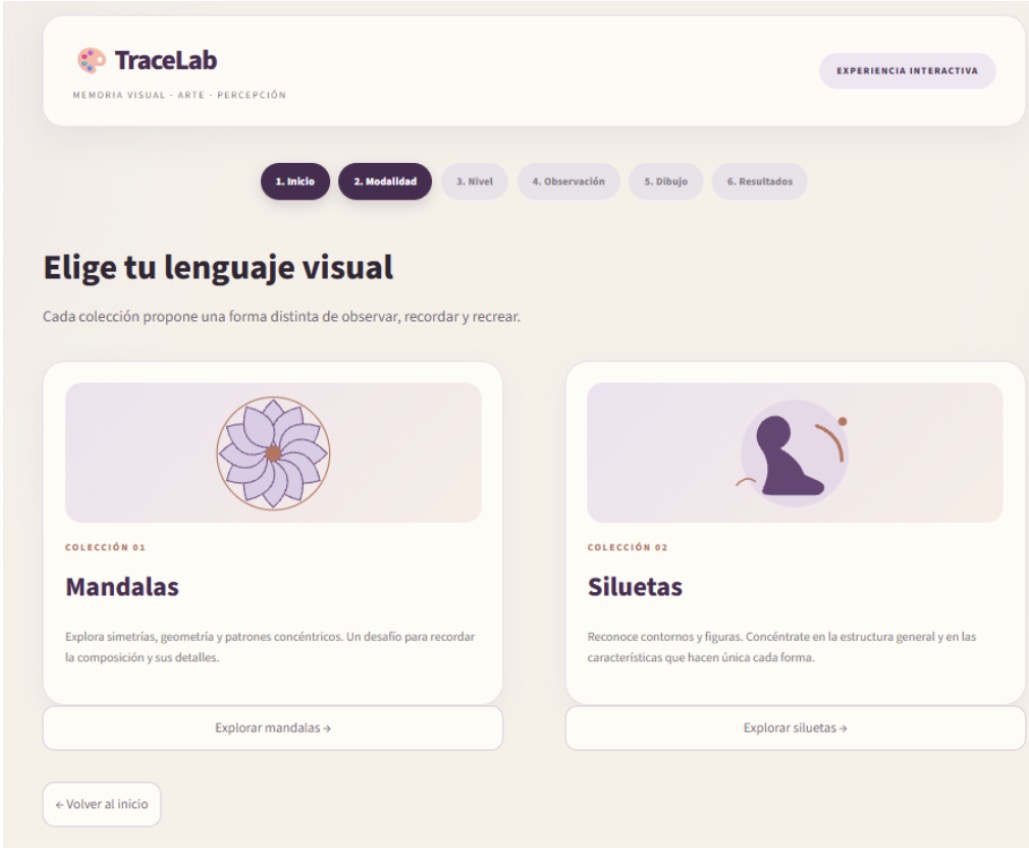 TraceLab
MEMORIA VISUAL · ARTE · PERCEPCIÓN
EXPERIENCIA INTERACTIVA
1. Inicio
2. Modalidad
3. Nivel
4. Observación
5. Dibujo
6. Resultados
Elige tu lenguaje visual
Cada colección propone una forma distinta de observar, recordar y recrear.
COLECCIÓN 01
Mandalas
Explora simetrías, geometría y patrones concéntricos. Un desafío para recordar
la composición y sus detalles.
Explorar mandalas →
COLECCIÓN 02
Siluetas
Reconoce contornos y figuras. Concéntrate en la estructura general y en las
características que hacen única cada forma.
Explorar siluetas →
← Volver al inicio